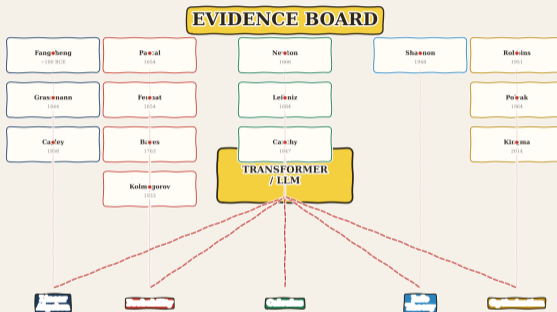 EVIDENCE BOARD
Fangcheng
~100 BCE
Pascal
1654
Newton
1666
Shannon
1948
Robbins
1951
Grassmann
1844
Fermat
1654
Leibniz
1684
Polyak
1964
Cayley
1858
Bayes
1763
Cauchy
1847
Kingma
2014
Kolmogorov
1933
TRANSFORMER
/ LLM